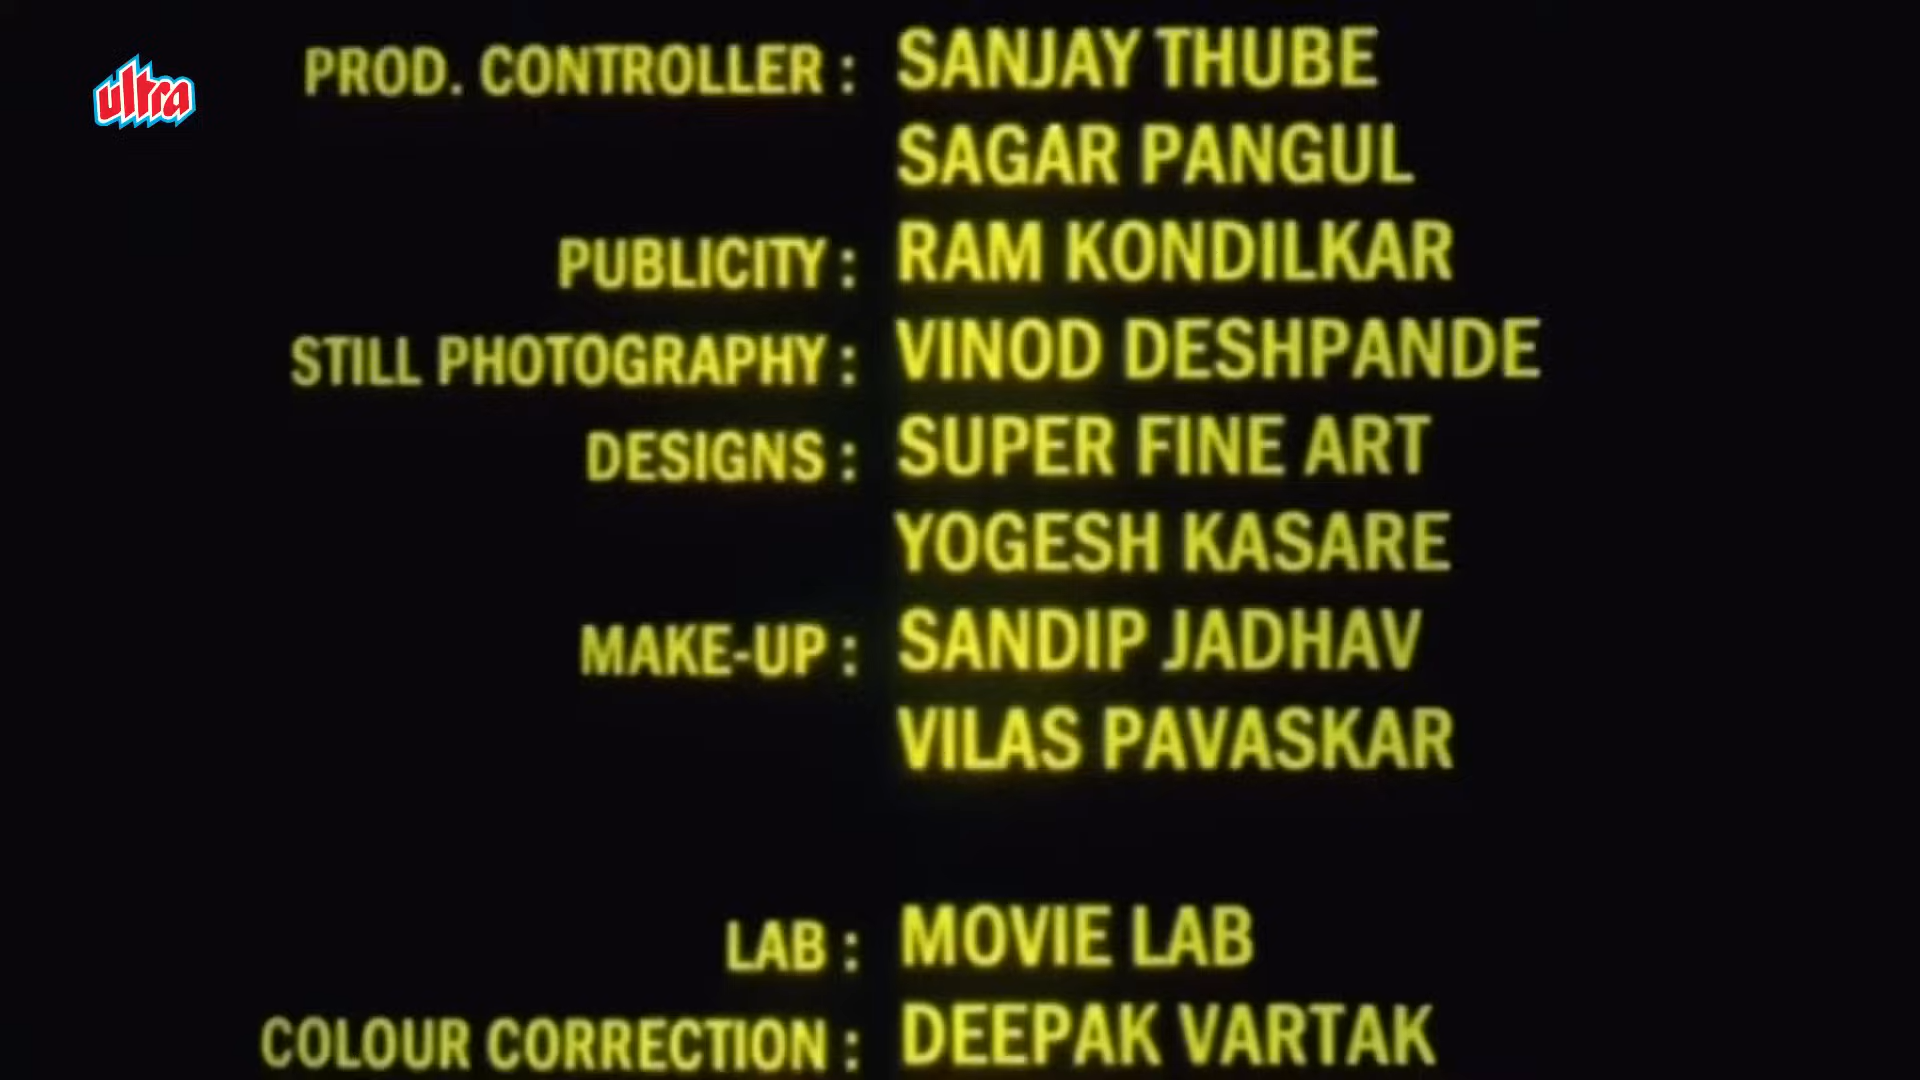 ultra
PROD. CONTROLLER : SANJAY THUBE
SAGAR PANGUL
PUBLICITY : RAM KONDILKAR
STILL PHOTOGRAPHY : VINOD DESHPANDE
DESIGNS : SUPER FINE ART
YOGESH KASARE
MAKE-UP : SANDIP JADHAV
VILAS PAVASKAR
LAB : MOVIE LAB
COLOUR CORRECTION : DEEPAK VARTAK